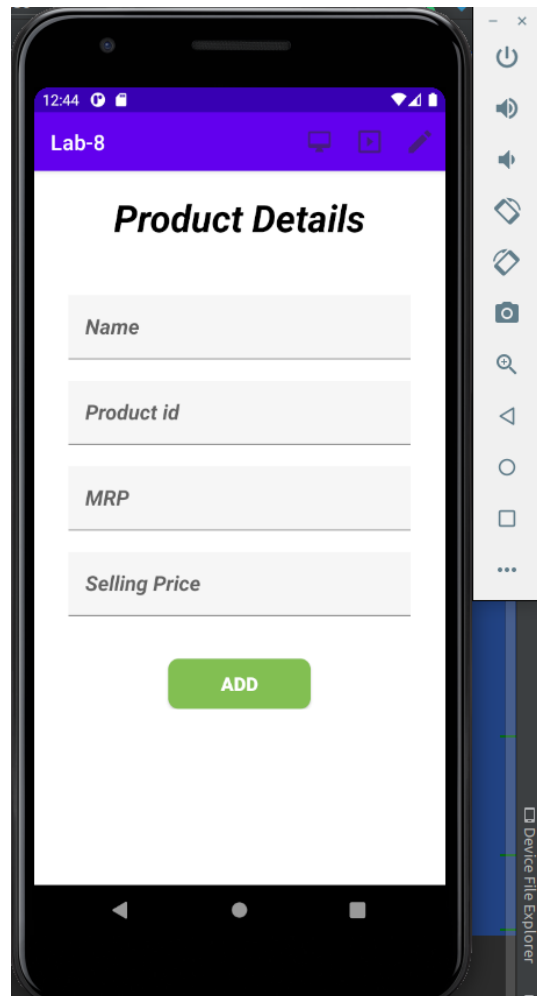 12:44
Lab-8
Product Details
Name
Product id
MRP
Selling Price
ADD
Device File Explorer